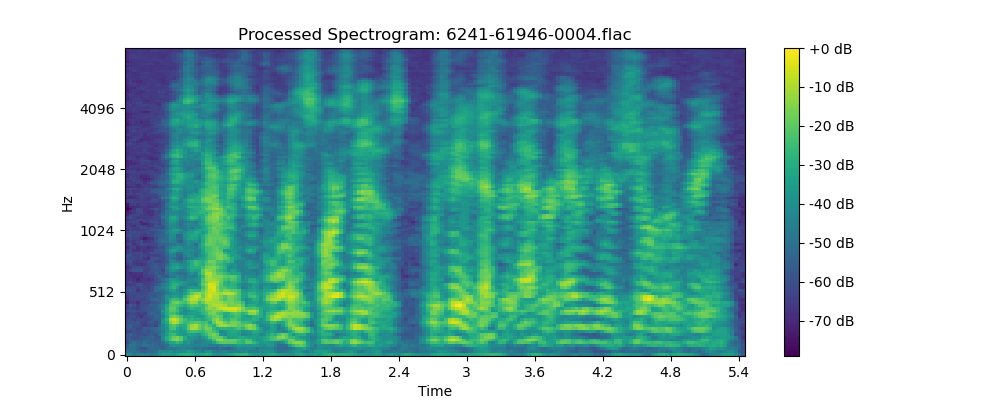 Processed Spectrogram: 6241-61946-0004.flac
Hz
4096
2048
1024
512
0
0 0.6 1.2 1.8 2.4 3 3.6 4.2 4.8 5.4
Time
+0 dB
-10 dB
-20 dB
-30 dB
-40 dB
-50 dB
-60 dB
-70 dB